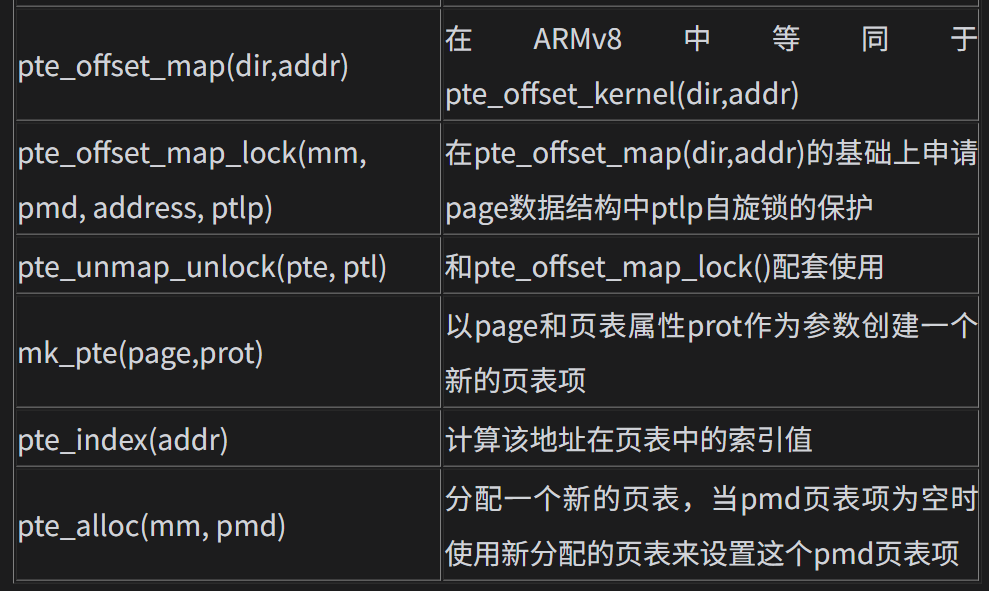 pte_offset_map(dir,addr)
在ARMv8中等同于
pte_offset_kernel(dir,addr)
pte_offset_map_lock(mm,
pmd, address, ptlp)
在pte_offset_map(dir,addr)的基础上申请
page数据结构中ptlp自旋锁的保护
pte_unmap_unlock(pte, ptl)
和pte_offset_map_lock()配套使用
mk_pte(page,prot)
以page和页表属性prot作为参数创建一个
新的页表项
pte_index(addr)
计算该地址在页表中的索引值
pte_alloc(mm, pmd)
分配一个新的页表，当pmd页表项为空时
使用新分配的页表来设置这个pmd页表项